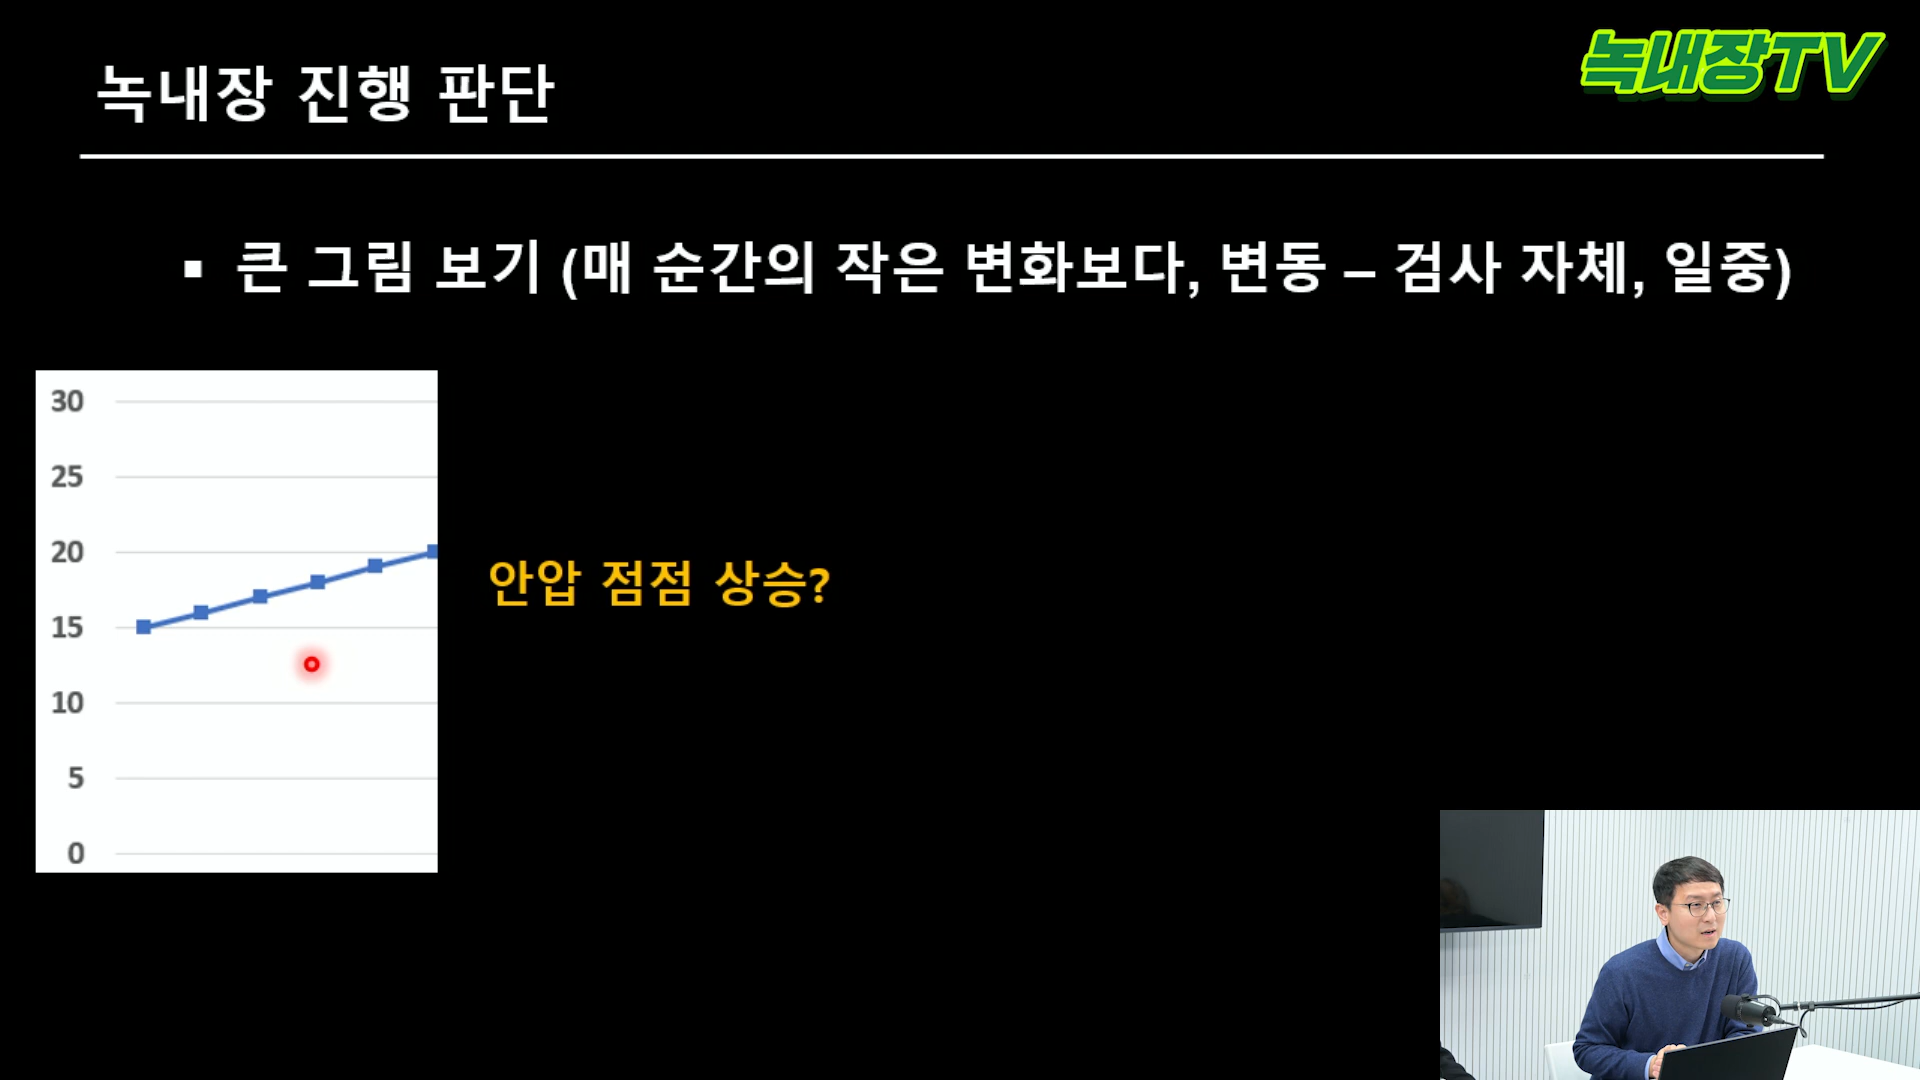 녹내장 진행 판단
녹내장TV
▪ 큰 그림 보기 (매 순간의 작은 변화보다, 변동 – 검사 자체, 일중)
30
25
20
15
10
5
0
안압 점점 상승?